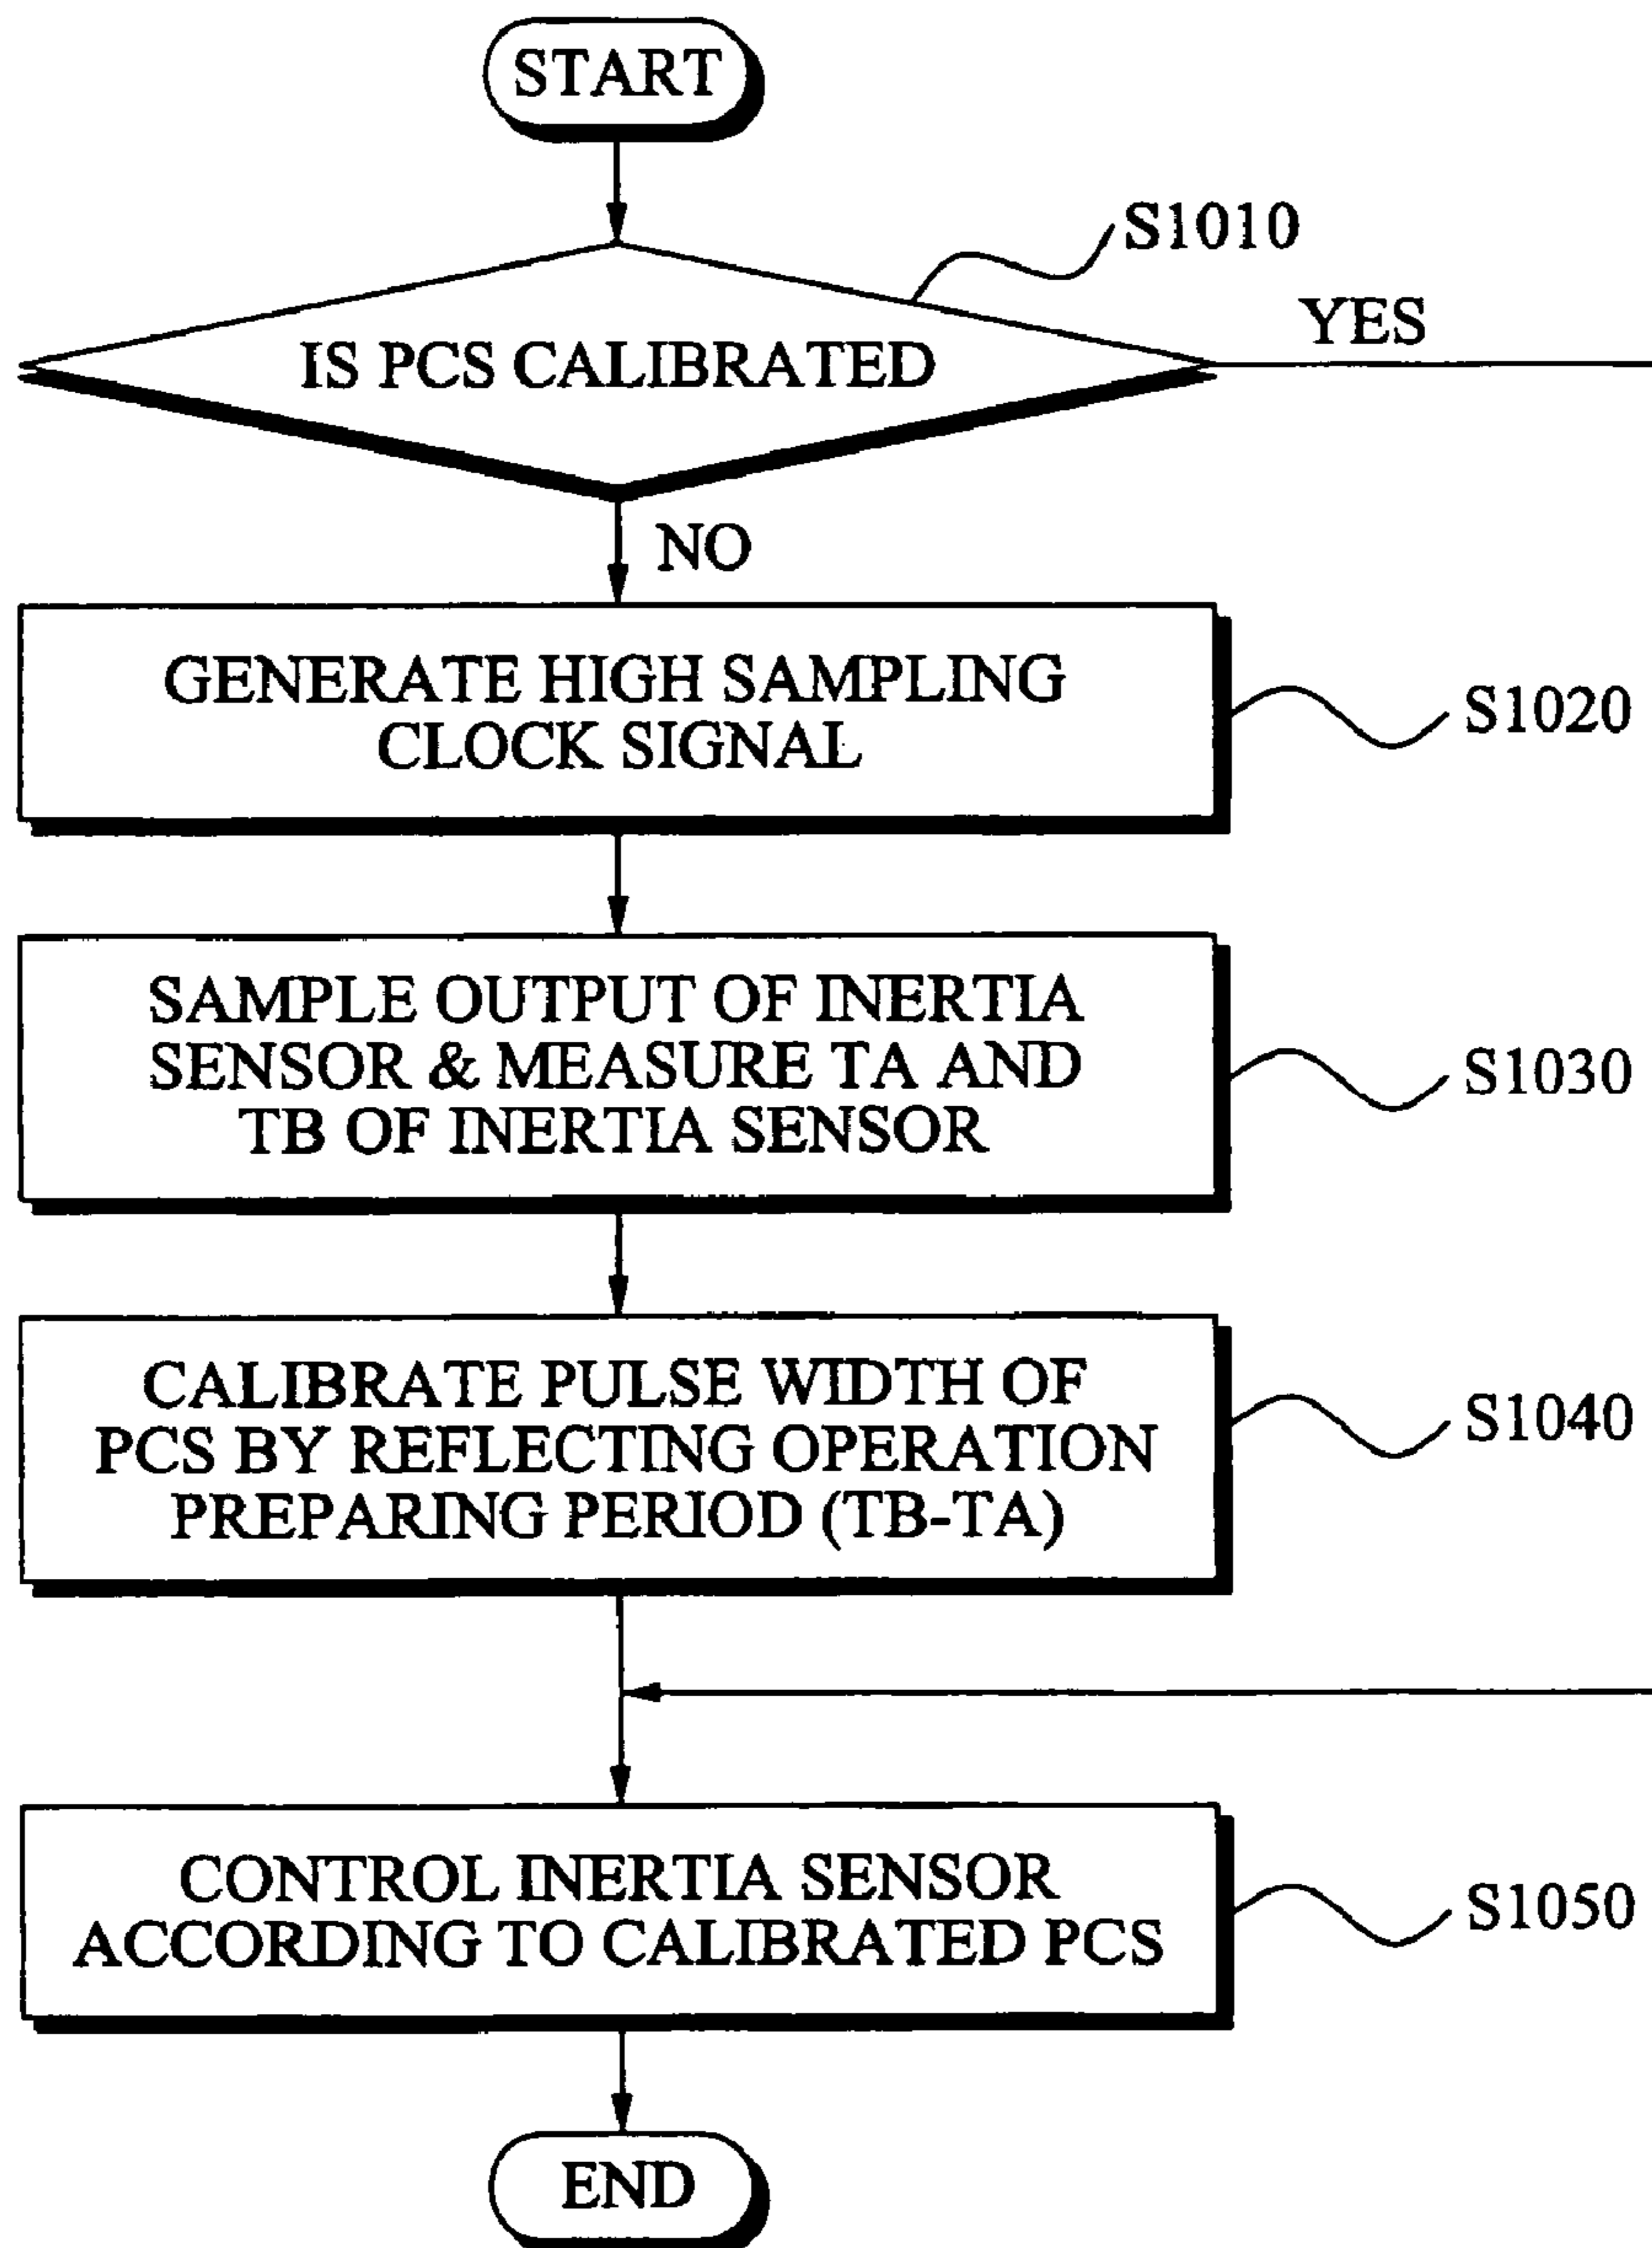 START
S1010
IS PCS CALIBRATED
YES
NO
GENERATE HIGH SAMPLING
CLOCK SIGNAL
S1020
SAMPLE OUTPUT OF INERTIA
SENSOR & MEASURE TA AND
TB OF INERTIA SENSOR
S1030
CALIBRATE PULSE WIDTH OF
PCS BY REFLECTING OPERATION
PREPARING PERIOD (TB-TA)
S1040
CONTROL INERTIA SENSOR
ACCORDING TO CALIBRATED PCS
S1050
END